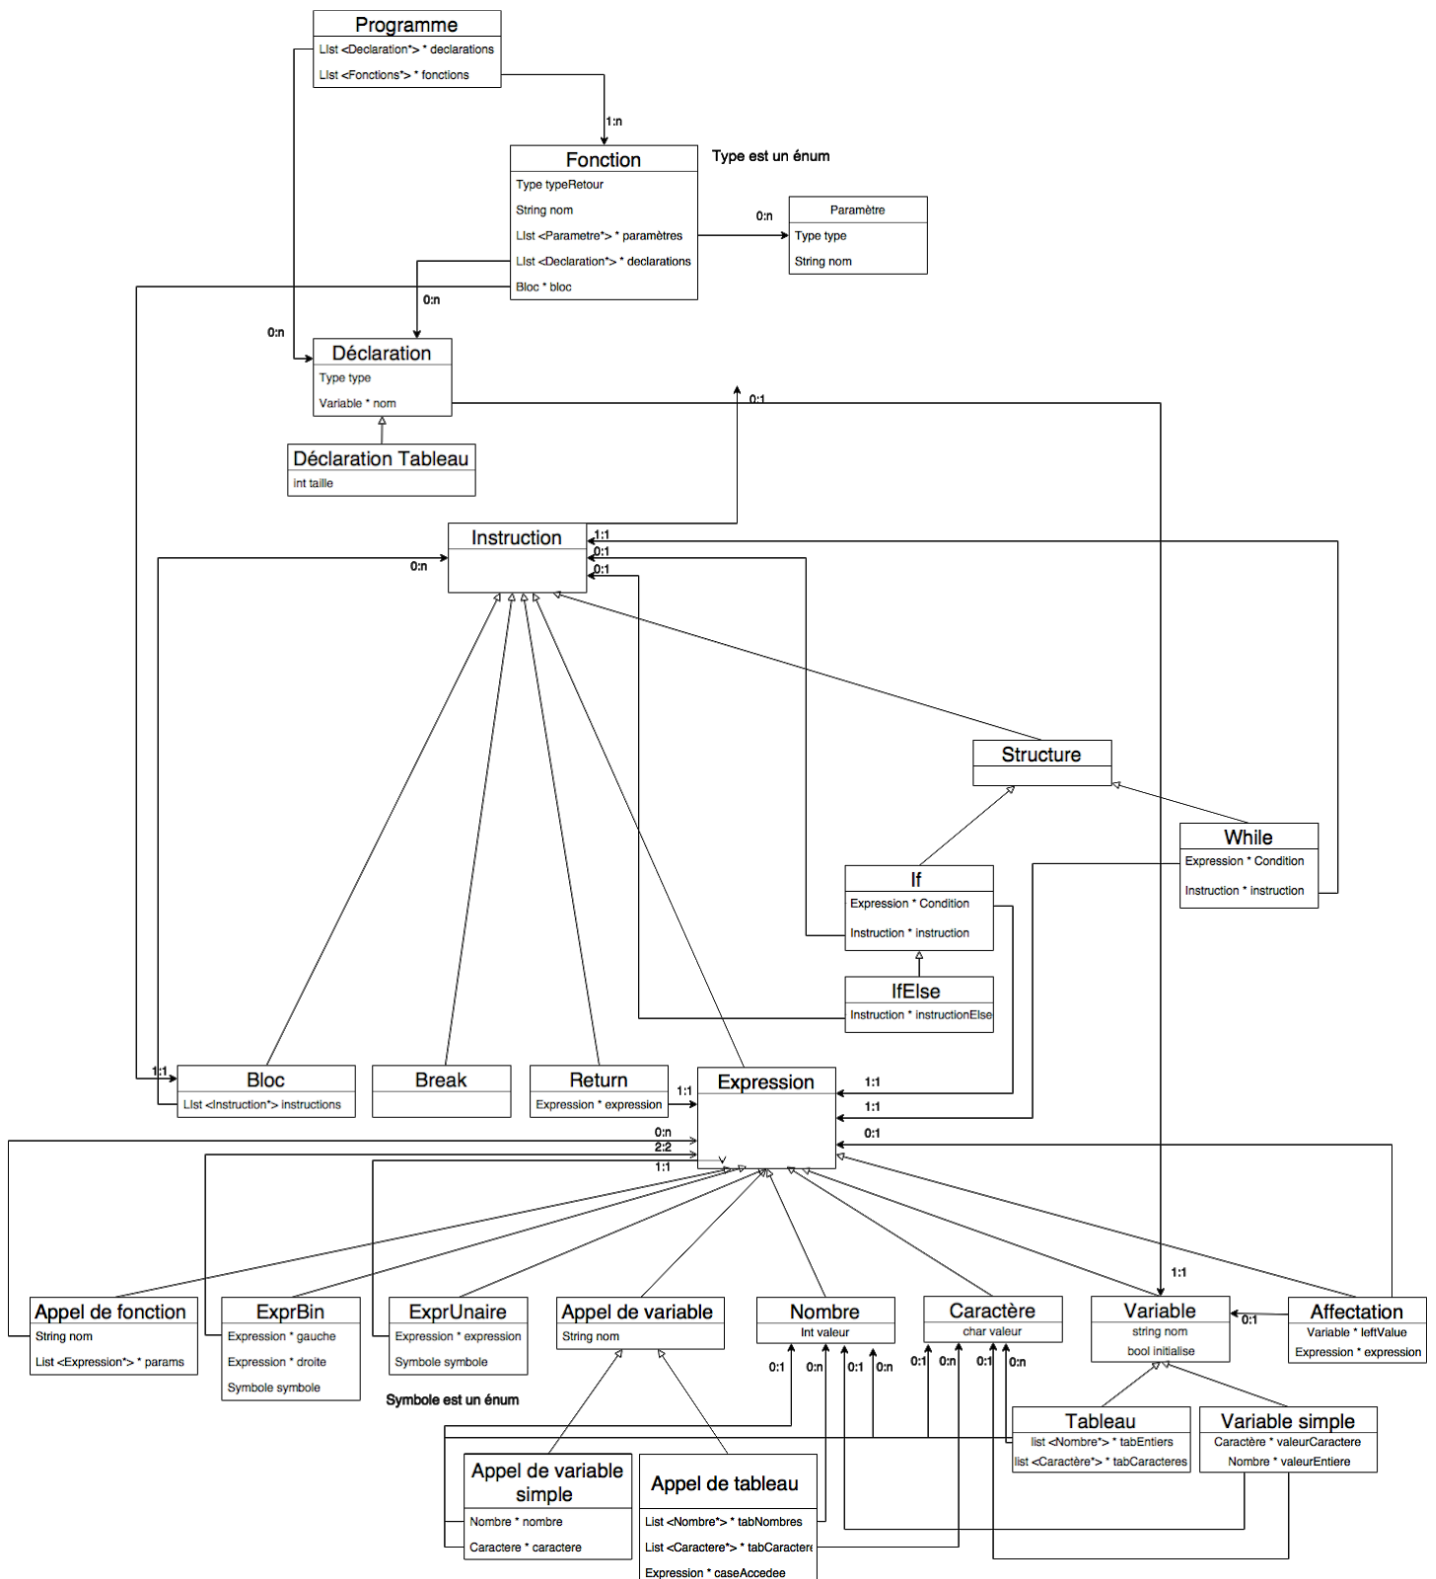 Programme
LIst <Declaration*> * declarations
LIst <Fonctions*> * fonctions
1:n
Fonction
Type typeRetour
String nom
LIst <Parametre*> * paramètres
LIst <Declaration*> * declarations
Bloc * bloc
Type est un énum
0:n
Paramètre
Type type
String nom
0:n
0:n
Déclaration
Type type
Variable * nom
0:1
Déclaration Tableau
int taille
Instruction
0:n
1:1
0:1
0:1
Structure
While
Expression * Condition
Instruction * instruction
If
Expression * Condition
Instruction * instruction
IfElse
Instruction * instructionElse
1:1
Bloc
LIst <Instruction*> instructions
Break
Return
Expression * expression
1:1
Expression
1:1
1:1
0:1
0:n
2:2
1:1
1:1
Appel de fonction
String nom
List <Expression*> * params
ExprBin
Expression * gauche
Expression * droite
Symbole symbole
ExprUnaire
Expression * expression
Symbole symbole
Symbole est un énum
Appel de variable
String nom
Nombre
Int valeur
Caractère
char valeur
Variable
string nom
bool initialise
0:1
Affectation
Variable * leftValue
Expression * expression
0:1
0:n
0:1
0:n
0:1
0:n
0:1
0:n
Tableau
list <Nombre*> * tabEntiers
list <Caractère*> * tabCaracteres
Variable simple
Caractère * valeurCaractere
Nombre * valeurEntiere
Appel de variable
simple
Nombre * nombre
Caractere * caractere
Appel de tableau
List <Nombre*> * tabNombres
List <Caractere*> * tabCaractere
Expression * caseAccedee